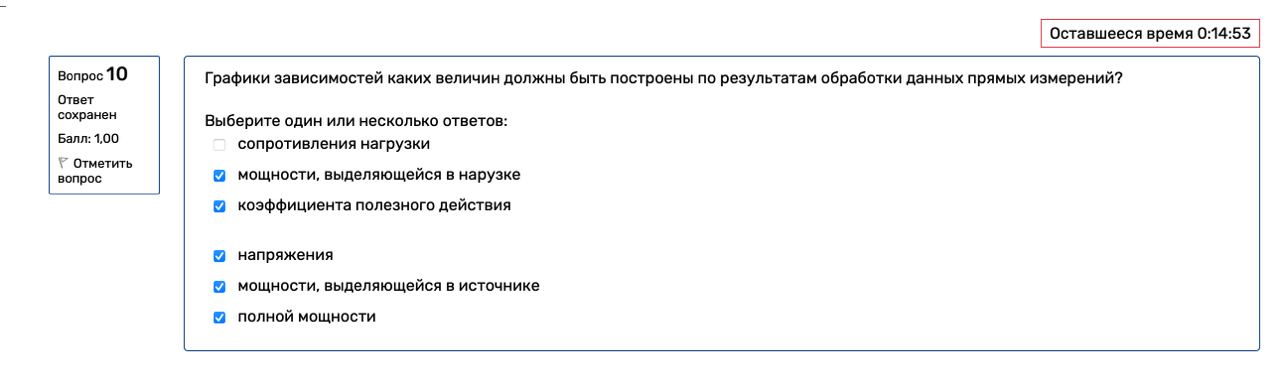 Оставшееся время 0:14:53
Вопрос 10
Ответ
сохранен
Балл: 1,00
Отметить
вопрос
Графики зависимостей каких величин должны быть построены по результатам обработки данных прямых измерений?
Выберите один или несколько ответов:
сопротивления нагрузки
мощности, выделяющейся в нарузке
коэффициента полезного действия
напряжения
мощности, выделяющейся в источнике
полной мощности